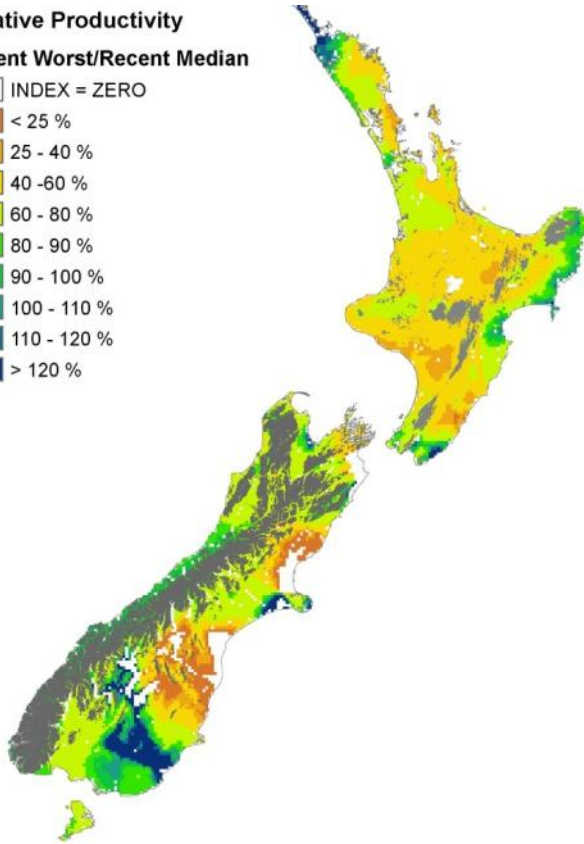 ative Productivity
ent Worst/Recent Median
INDEX = ZERO
< 25 %
25 - 40 %
40 -60 %
60 - 80 %
80 - 90 %
90 - 100 %
100 - 110 %
110 - 120 %
> 120 %